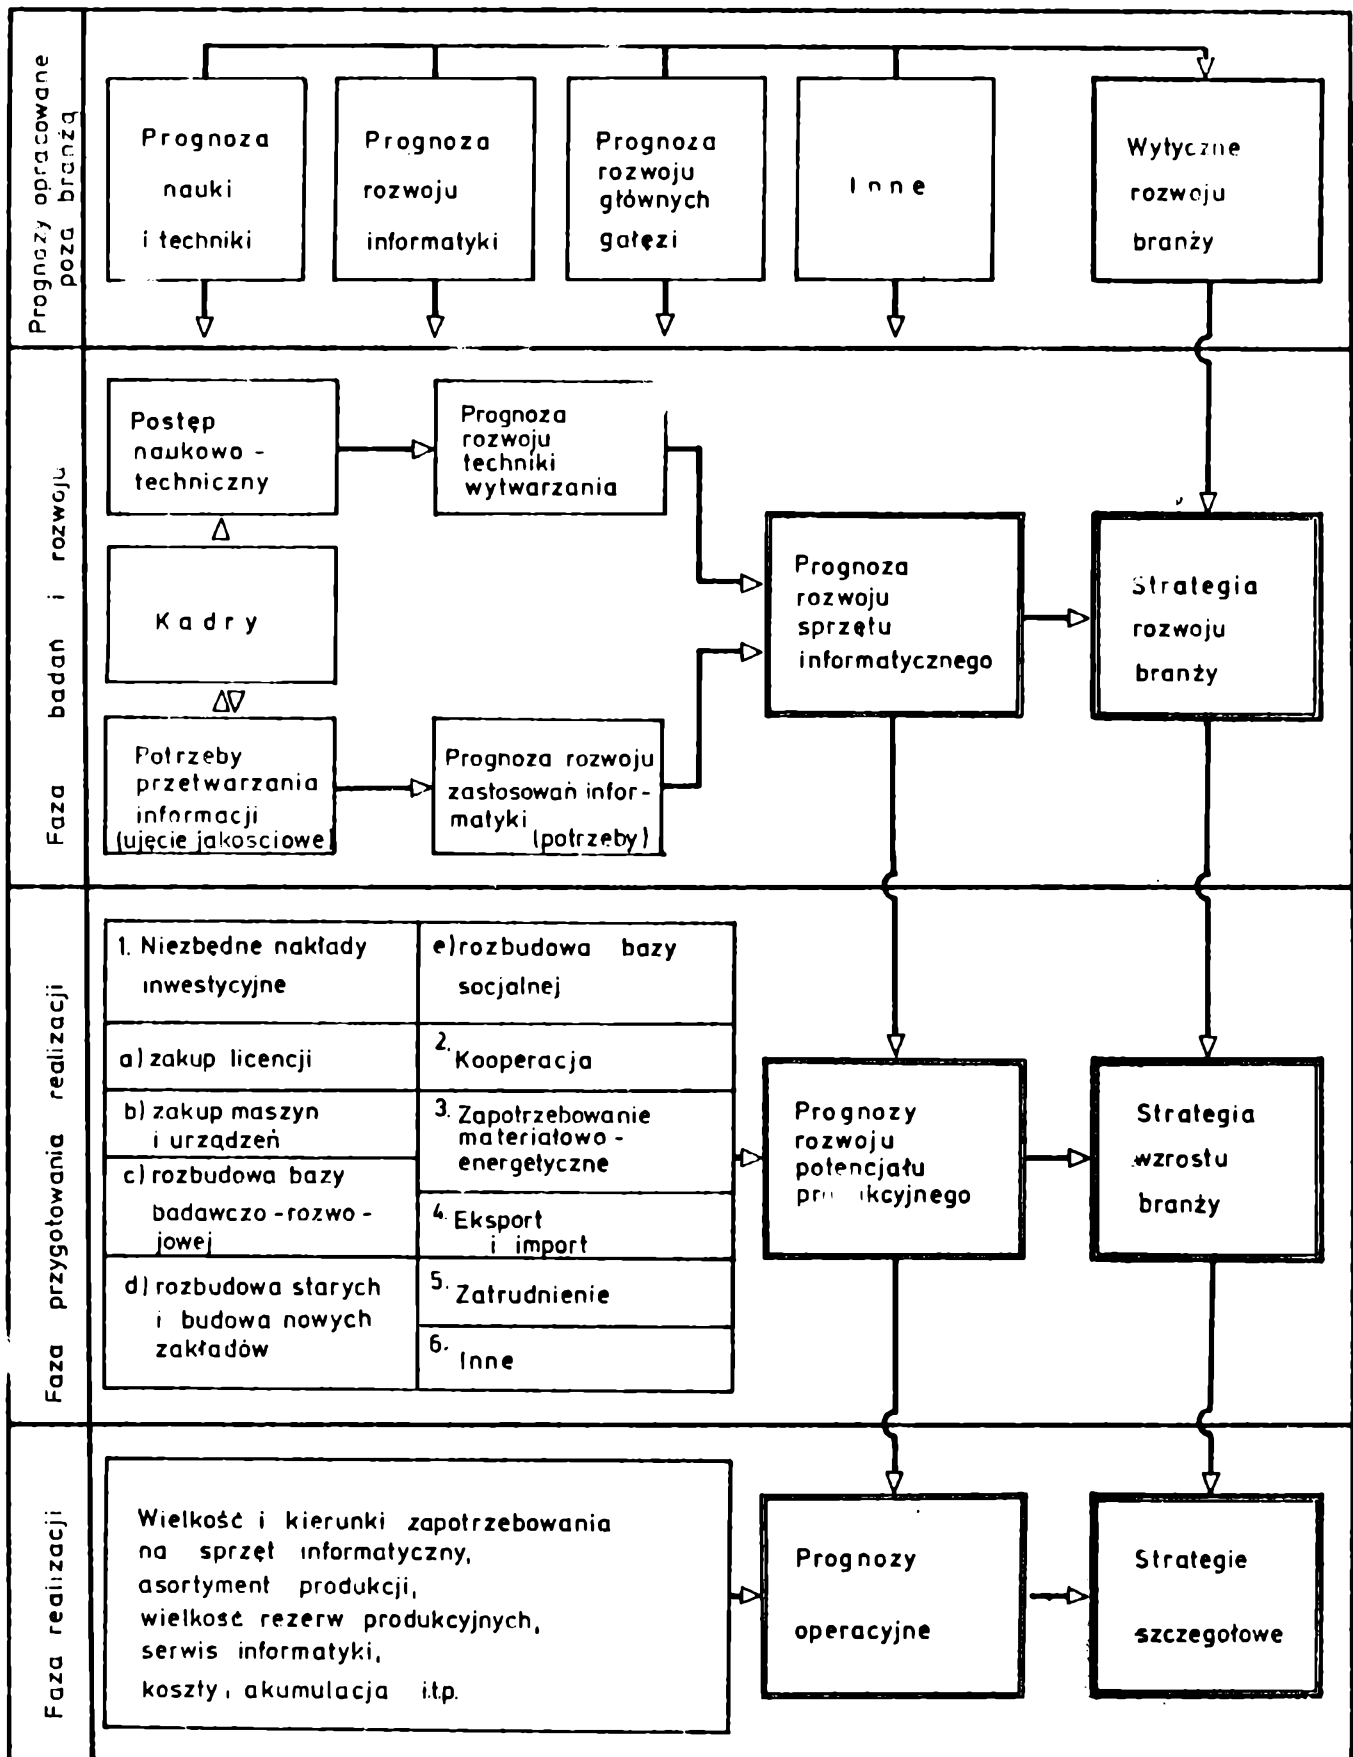 Prognozy opracowane
poza branżą
Prognoza
nauki
i techniki
Prognoza
rozwoju
informatyki
Prognoza
rozwoju
głównych
gałęzi
Inne
Wytyczne
rozwoju
branży
Faza badań i rozwoju
Postęp
naukowo-
techniczny
Prognoza
rozwoju
techniki
wytwarzania
Kadry
Potrzeby
przetwarzania
informacji
(ujęcie jakościowe)
Prognoza rozwoju
zastosowań infor-
matyki
(potrzeby)
Prognoza
rozwoju
sprzętu
informatycznego
Strategia
rozwoju
branży
Faza przygotowania realizacji
1. Niezbędne nakłady
inwestycyjne
a) zakup licencji
b) zakup maszyn
i urządzeń
c) rozbudowa bazy
badawczo-rozwo-
jowej
d) rozbudowa starych
i budowa nowych
zakładów
e) rozbudowa bazy
socjalnej
2. Kooperacja
3. Zapotrzebowanie
materiałowo-
energetyczne
4. Eksport
i import
5. Zatrudnienie
6. Inne
Prognozy
rozwoju
potencjału
Strategia
wzrostu
branży
Faza realizacji
Wielkość i kierunki zapotrzebowania
na sprzęt informatyczny,
asortyment produkcji,
wielkość rezerw produkcyjnych,
serwis informatyki,
koszty, akumulacja i.t.p.
Prognozy
operacyjne
Strategie
szczegołowe